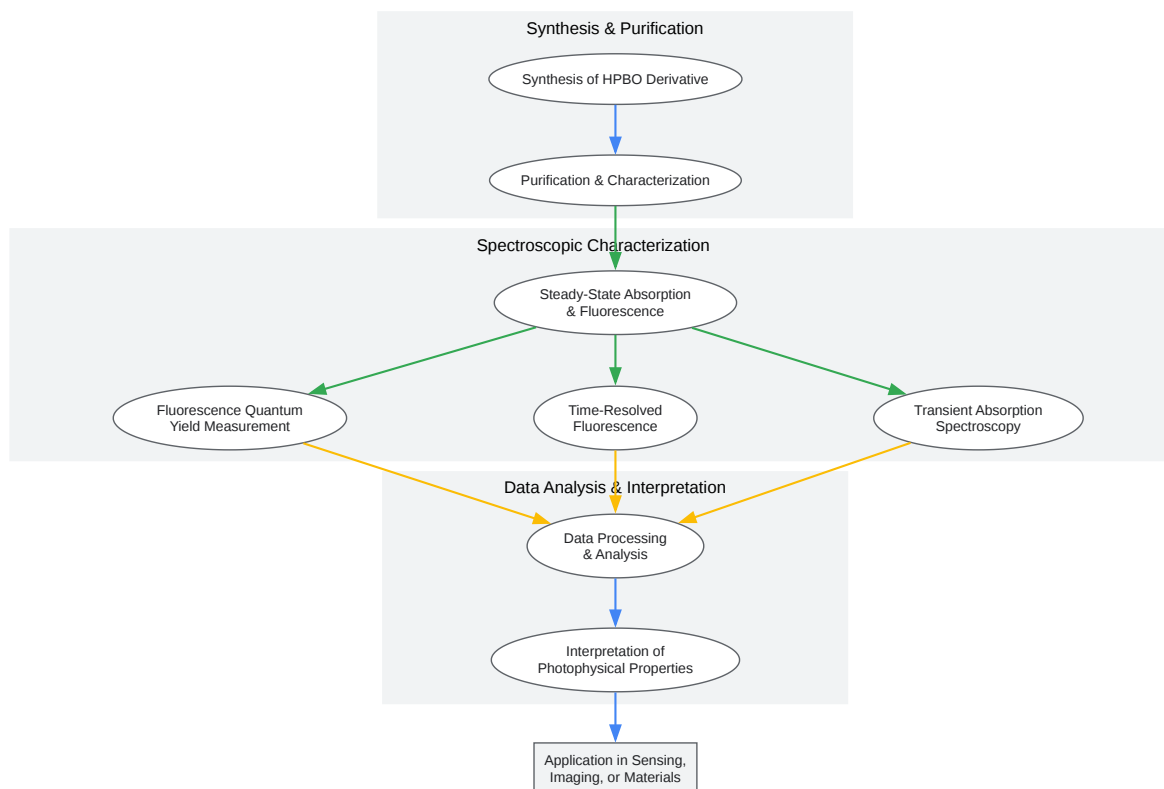 Synthesis & Purification
Synthesis of HPBO Derivative
Purification & Characterization
Spectroscopic Characterization
Steady-State Absorption
& Fluorescence
Fluorescence Quantum
Yield Measurement
Time-Resolved
Fluorescence
Transient Absorption
Spectroscopy
Data Analysis & Interpretation
Data Processing
& Analysis
Interpretation of
Photophysical Properties
Application in Sensing,
Imaging, or Materials